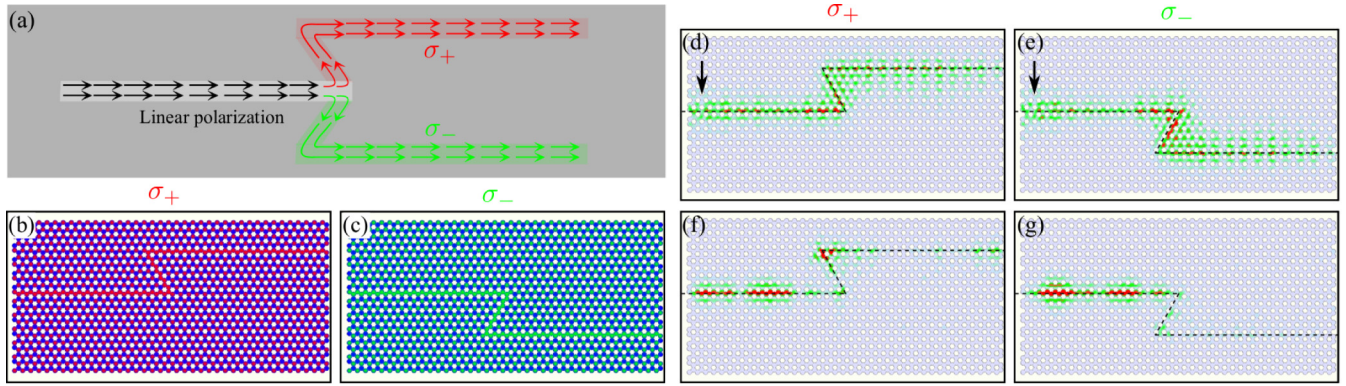 (a)
σ+
Linear polarization
σ−
σ+
σ−
(b)
(c)
σ+
σ−
(d)
(e)
(f)
(g)